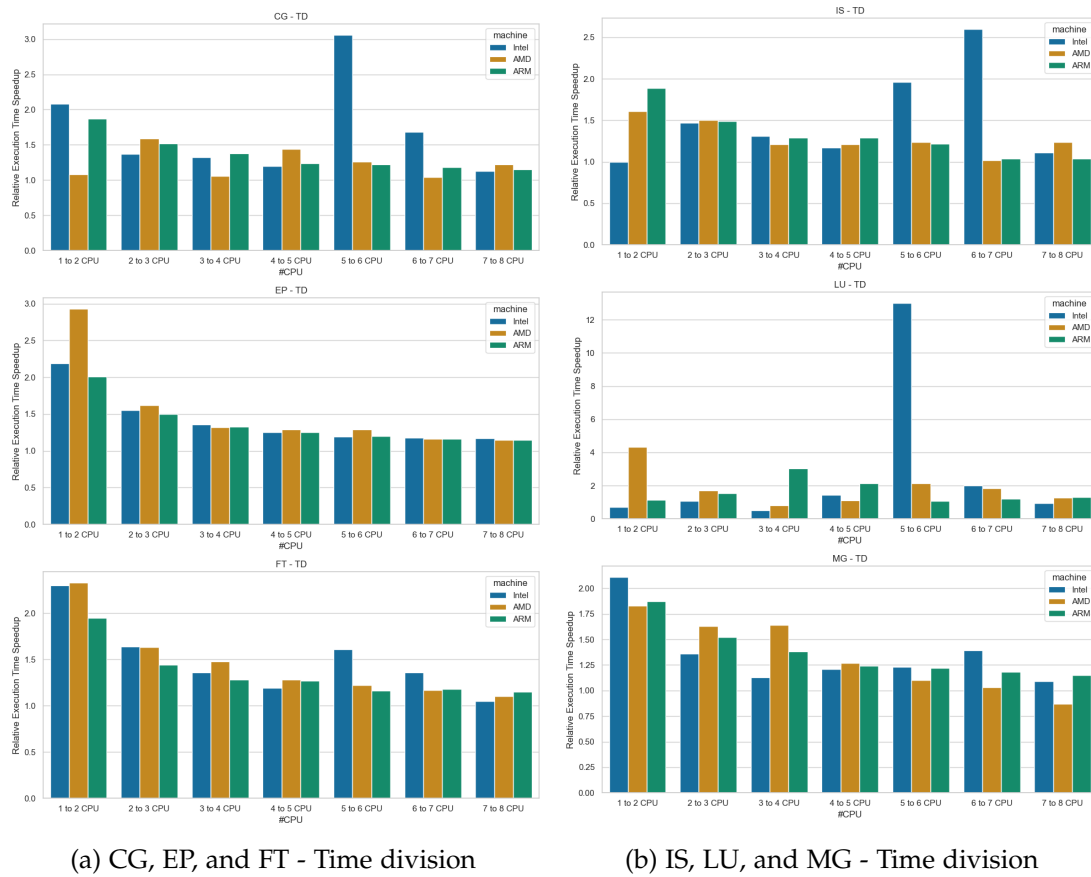 CG - TD
Relative Execution Time Speedup
3.0
2.5
2.0
1.5
1.0
0.5
0.0
machine
Intel
AMD
ARM
1 to 2 CPU 2 to 3 CPU 3 to 4 CPU 4 to 5 CPU 5 to 6 CPU 6 to 7 CPU 7 to 8 CPU
#CPU
EP - TD
Relative Execution Time Speedup
3.0
2.5
2.0
1.5
1.0
0.5
0.0
machine
Intel
AMD
ARM
1 to 2 CPU 2 to 3 CPU 3 to 4 CPU 4 to 5 CPU 5 to 6 CPU 6 to 7 CPU 7 to 8 CPU
#CPU
FT - TD
Relative Execution Time Speedup
2.0
1.5
1.0
0.5
0.0
machine
Intel
AMD
ARM
1 to 2 CPU 2 to 3 CPU 3 to 4 CPU 4 to 5 CPU 5 to 6 CPU 6 to 7 CPU 7 to 8 CPU
#CPU
(a) CG, EP, and FT - Time division
IS - TD
Relative Execution Time Speedup
2.5
2.0
1.5
1.0
0.5
0.0
machine
Intel
AMD
ARM
1 to 2 CPU 2 to 3 CPU 3 to 4 CPU 4 to 5 CPU 5 to 6 CPU 6 to 7 CPU 7 to 8 CPU
#CPU
LU - TD
Relative Execution Time Speedup
12
10
8
6
4
2
0
machine
Intel
AMD
ARM
1 to 2 CPU 2 to 3 CPU 3 to 4 CPU 4 to 5 CPU 5 to 6 CPU 6 to 7 CPU 7 to 8 CPU
#CPU
MG - TD
Relative Execution Time Speedup
2.00
1.75
1.50
1.25
1.00
0.75
0.50
0.25
0.00
machine
Intel
AMD
ARM
1 to 2 CPU 2 to 3 CPU 3 to 4 CPU 4 to 5 CPU 5 to 6 CPU 6 to 7 CPU 7 to 8 CPU
#CPU
(b) IS, LU, and MG - Time division